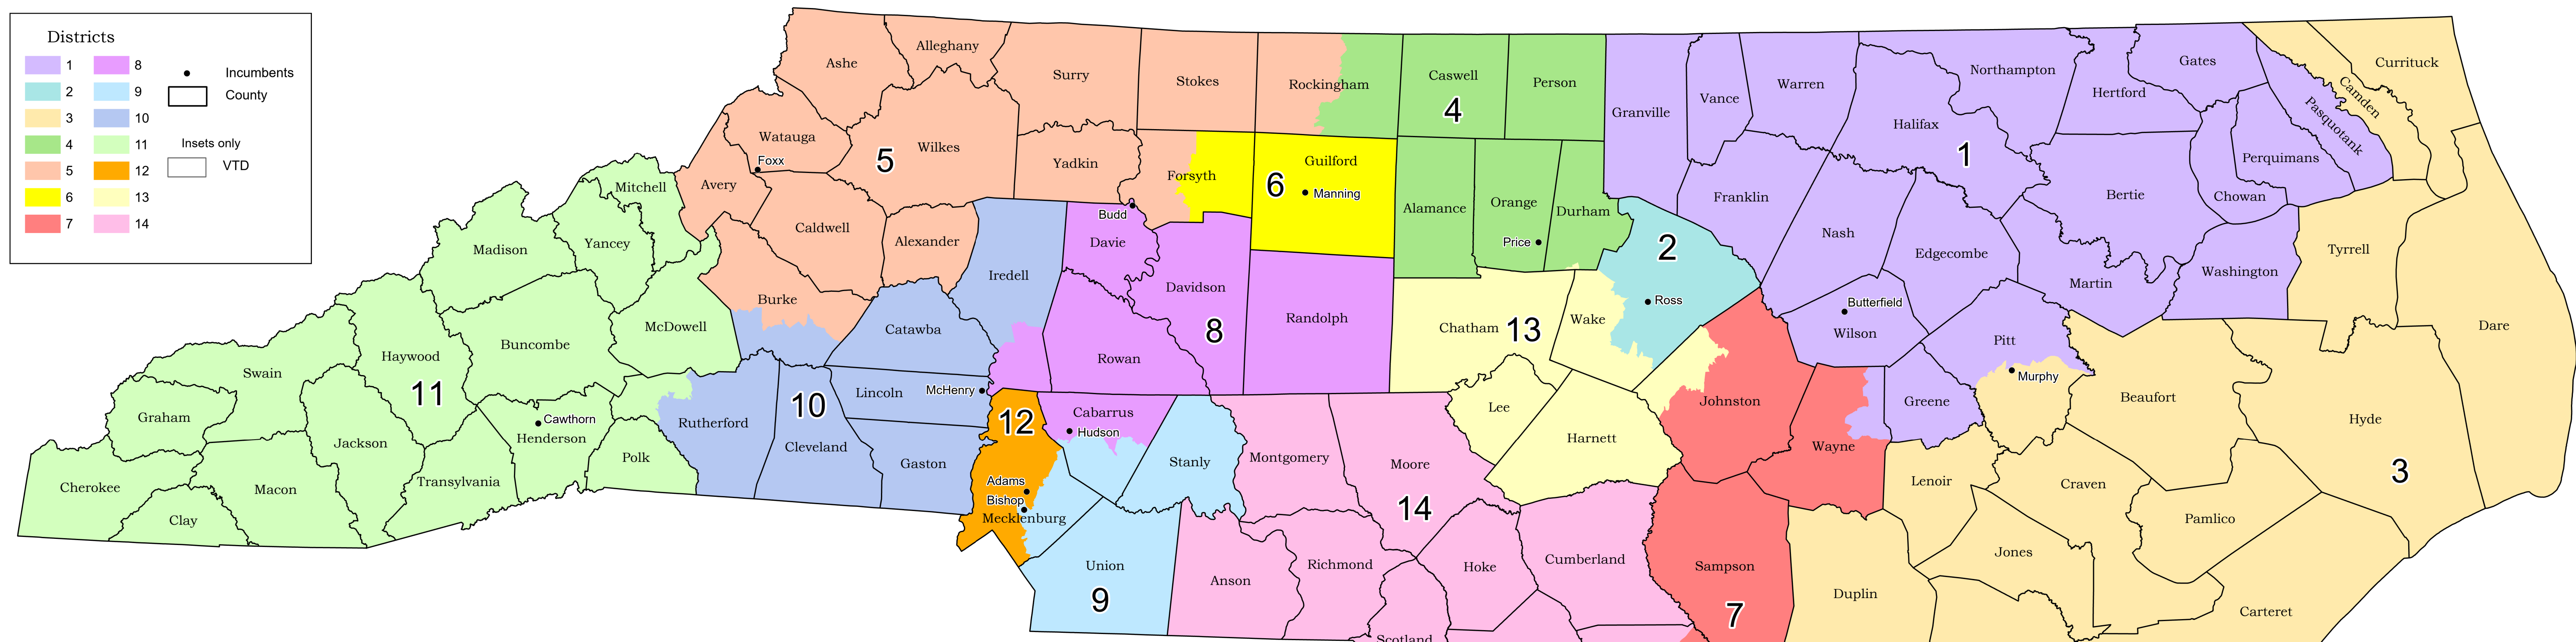 Districts
1
8
2
9
3
10
4
11
5
12
6
13
7
14
Incumbents
County
Insets only
VTD
Ashe
Alleghany
Surry
Stokes
Rockingham
Caswell
Person
4
Granville
Vance
Warren
Northampton
Halifax
1
Hertford
Gates
Pasquotank
Camden
Currituck
Perquimans
Chowan
Bertie
Watauga
Foxx
Wilkes
5
Yadkin
Forsyth
Guilford
6
Manning
Alamance
Orange
Durham
Price
Franklin
Nash
Edgecombe
Martin
Washington
Tyrrell
Dare
Mitchell
Avery
Caldwell
Alexander
Iredell
Budd
Davie
Davidson
8
Randolph
2
Ross
Butterfield
Wilson
Pitt
Murphy
Madison
Yancey
Burke
McDowell
Catawba
Rowan
Chatham
13
Wake
Buncombe
Haywood
11
Swain
Graham
Cherokee
Clay
Macon
Jackson
Transylvania
Cawthorn
Henderson
Polk
Rutherford
10
Cleveland
Lincoln
McHenry
Gaston
12
Adams
Bishop
Mecklenburg
Cabarrus
Hudson
Stanly
Union
9
Montgomery
Moore
14
Lee
Harnett
Johnston
Wayne
Greene
Beaufort
Hyde
3
Lenoir
Craven
Pamlico
Jones
Carteret
Anson
Richmond
Hoke
Cumberland
Sampson
7
Duplin
Scotland